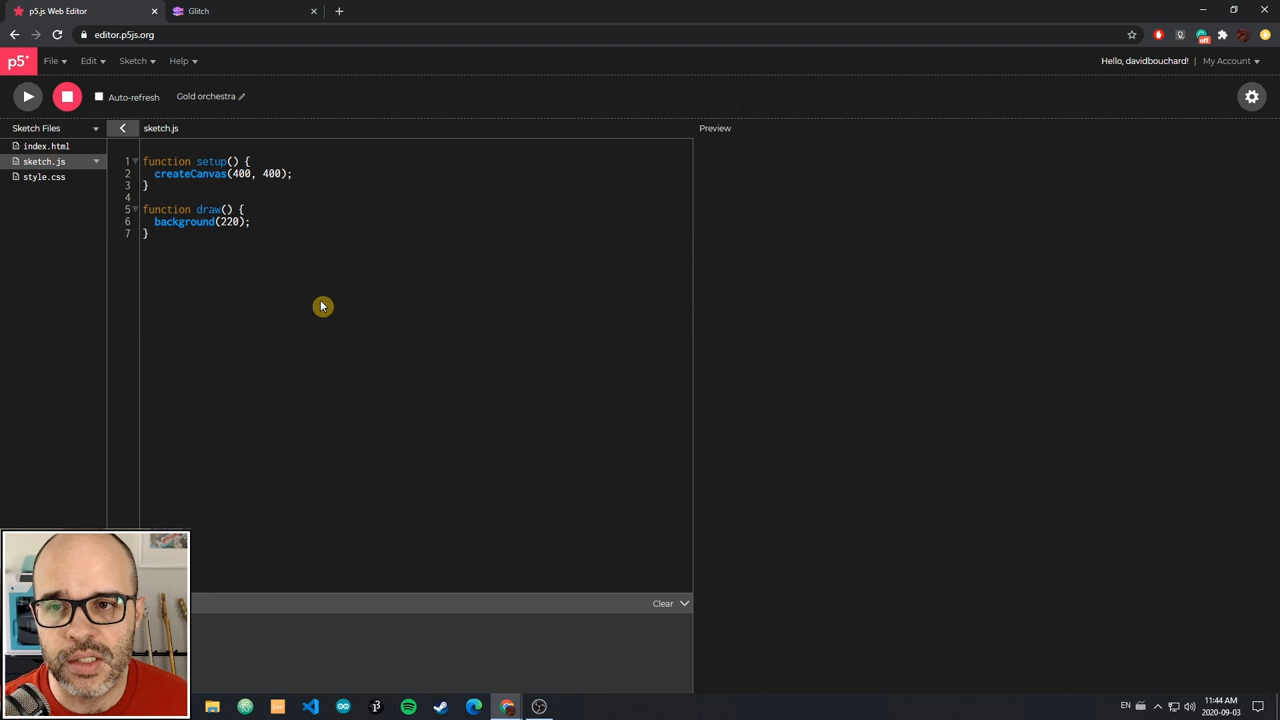 p5.js Web Editor
Glitch
editor.p5js.org
off
p5*
File
Edit
Sketch
Help
Hello, davidbouchard!
My Account
Auto-refresh
Gold orchestra
Sketch Files
sketch.js
Preview
index.html
sketch.js
style.css
1 function setup() {
2 createCanvas(400, 400);
3 }
4
5 function draw() {
6 background(220);
7 }
Clear
EN
11:44 AM
2020-09-03